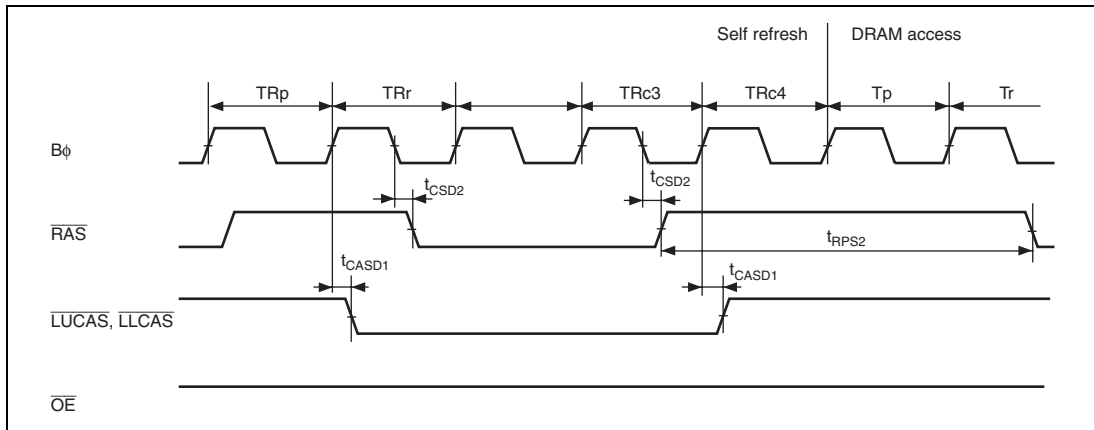 Self refresh DRAM access
TRp TRr TRc3 TRc4 Tp Tr
Bϕ
tCSD2 tCSD2
RAS
tRPS2
tCASD1 tCASD1
LUCAS, LLCAS
OE